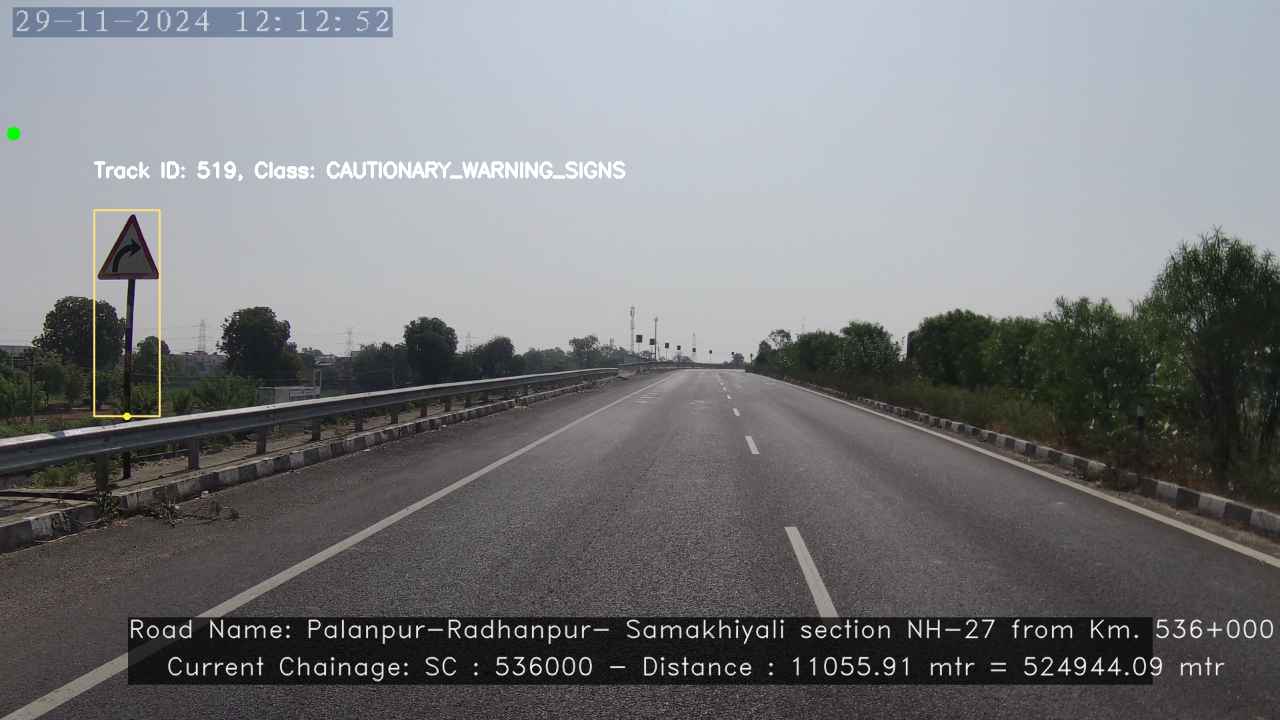 29-11-2024 12:12:52
Track ID: 519, Class: CAUTIONARY_WARNING_SIGNS
Road Name: Palanpur-Radhanpur- Samakhiyali section NH-27 from Km. 536+000
Current Chainage: SC : 536000 - Distance : 11055.91 mtr = 524944.09 mtr